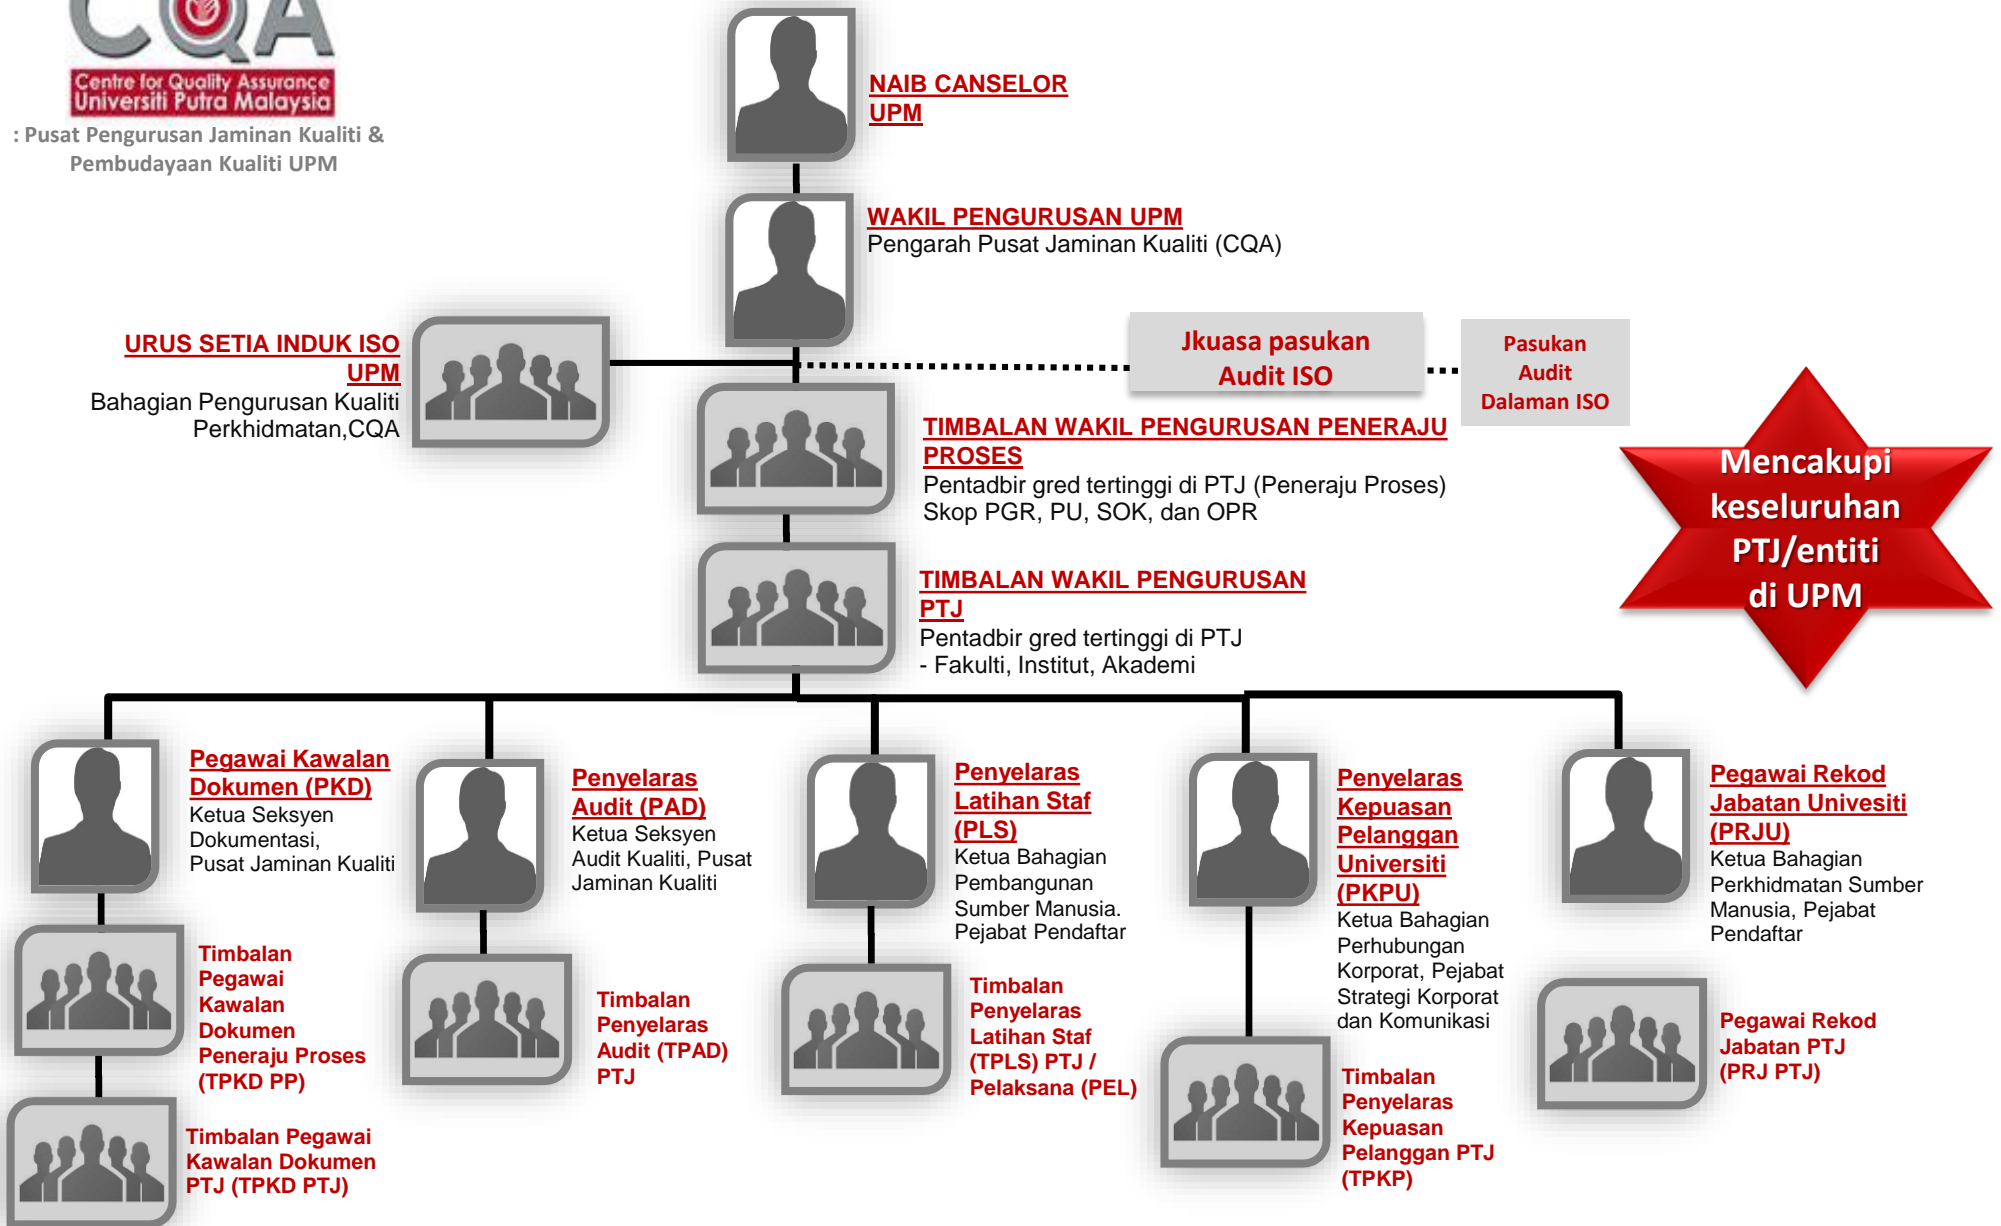 CQA
Centre for Quality Assurance
Universiti Putra Malaysia
: Pusat Pengurusan Jaminan Kualiti &
Pembudayaan Kualiti UPM
NAIB CANSELOR
UPM
WAKIL PENGURUSAN UPM
Pengarah Pusat Jaminan Kualiti (CQA)
URUS SETIA INDUK ISO
UPM
Bahagian Pengurusan Kualiti
Perkhidmatan,CQA
Jkuasa pasukan
Audit ISO
Pasukan
Audit
Dalaman ISO
TIMBALAN WAKIL PENGURUSAN PENERAJU
PROSES
Pentadbir gred tertinggi di PTJ (Peneraju Proses)
Skop PGR, PU, SOK, dan OPR
Mencakupi
keseluruhan
PTJ/entiti
di UPM
TIMBALAN WAKIL PENGURUSAN
PTJ
Pentadbir gred tertinggi di PTJ
- Fakulti, Institut, Akademi
Pegawai Kawalan
Dokumen (PKD)
Ketua Seksyen
Dokumentasi,
Pusat Jaminan Kualiti
Timbalan
Pegawai
Kawalan
Dokumen
Peneraju Proses
(TPKD PP)
Timbalan Pegawai
Kawalan Dokumen
PTJ (TPKD PTJ)
Penyelaras
Audit (PAD)
Ketua Seksyen
Audit Kualiti, Pusat
Jaminan Kualiti
Timbalan
Penyelaras
Audit (TPAD)
PTJ
Penyelaras
Latihan Staf
(PLS)
Ketua Bahagian
Pembangunan
Sumber Manusia.
Pejabat Pendaftar
Timbalan
Penyelaras
Latihan Staf
(TPLS) PTJ /
Pelaksana (PEL)
Penyelaras
Kepuasan
Pelanggan
Universiti
(PKPU)
Ketua Bahagian
Perhubungan
Korporat, Pejabat
Strategi Korporat
dan Komunikasi
Timbalan
Penyelaras
Kepuasan
Pelanggan PTJ
(TPKP)
Pegawai Rekod
Jabatan Univesiti
(PRJU)
Ketua Bahagian
Perkhidmatan Sumber
Manusia, Pejabat
Pendaftar
Pegawai Rekod
Jabatan PTJ
(PRJ PTJ)